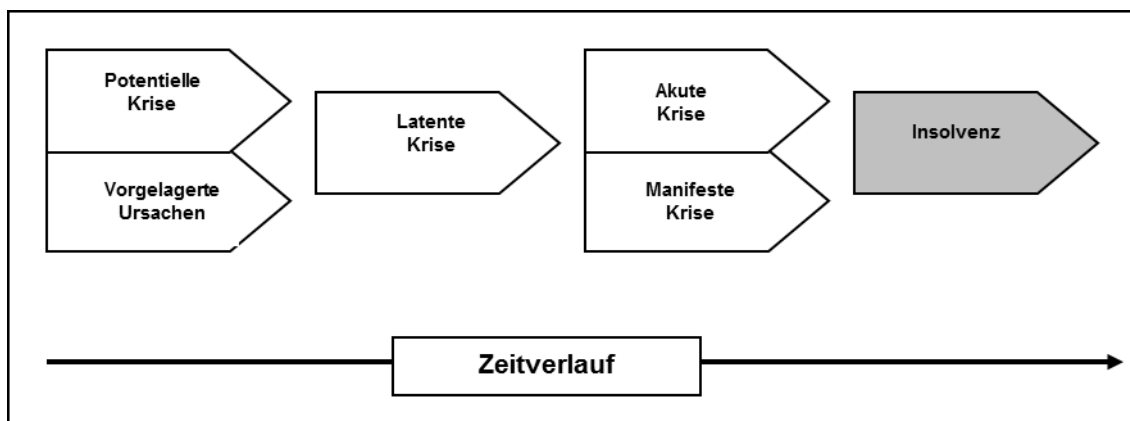 Potentielle
Krise
Vorgelagerte
Ursachen
Latente
Krise
Akute
Krise
Manifeste
Krise
Insolvenz
Zeitverlauf